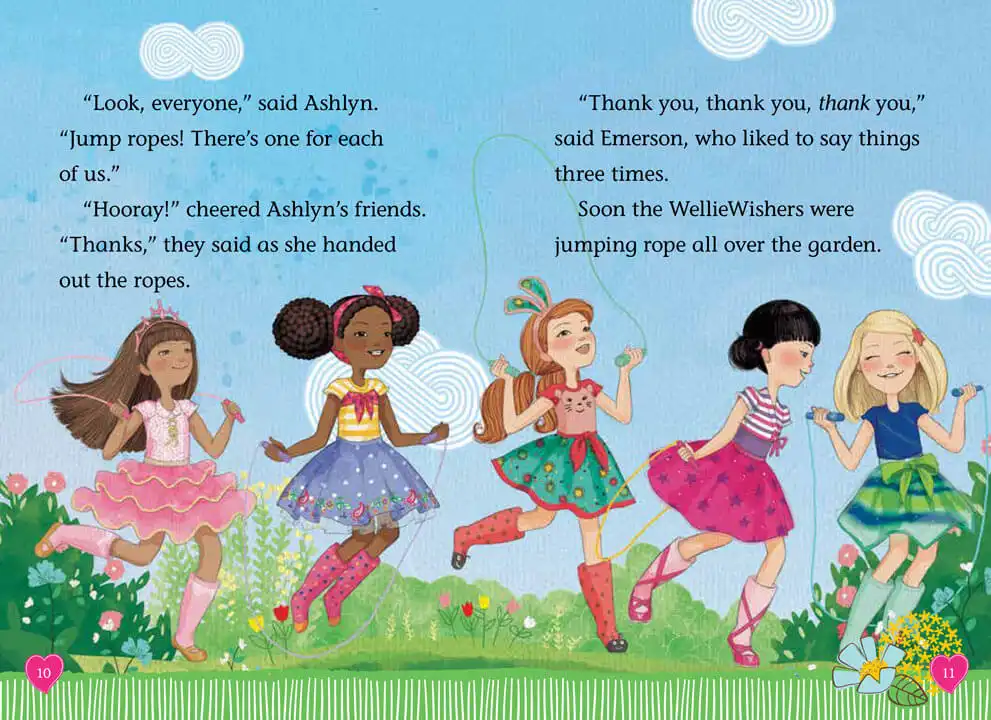 “Look, everyone,” said Ashlyn.
“Jump ropes! There’s one for each
of us.”
“Hooray!” cheered Ashlyn’s friends.
“Thanks,” they said as she handed
out the ropes.
10
“Thank you, thank you, thank you,”
said Emerson, who liked to say things
three times.
Soon the WellieWishers were
jumping rope all over the garden.
11